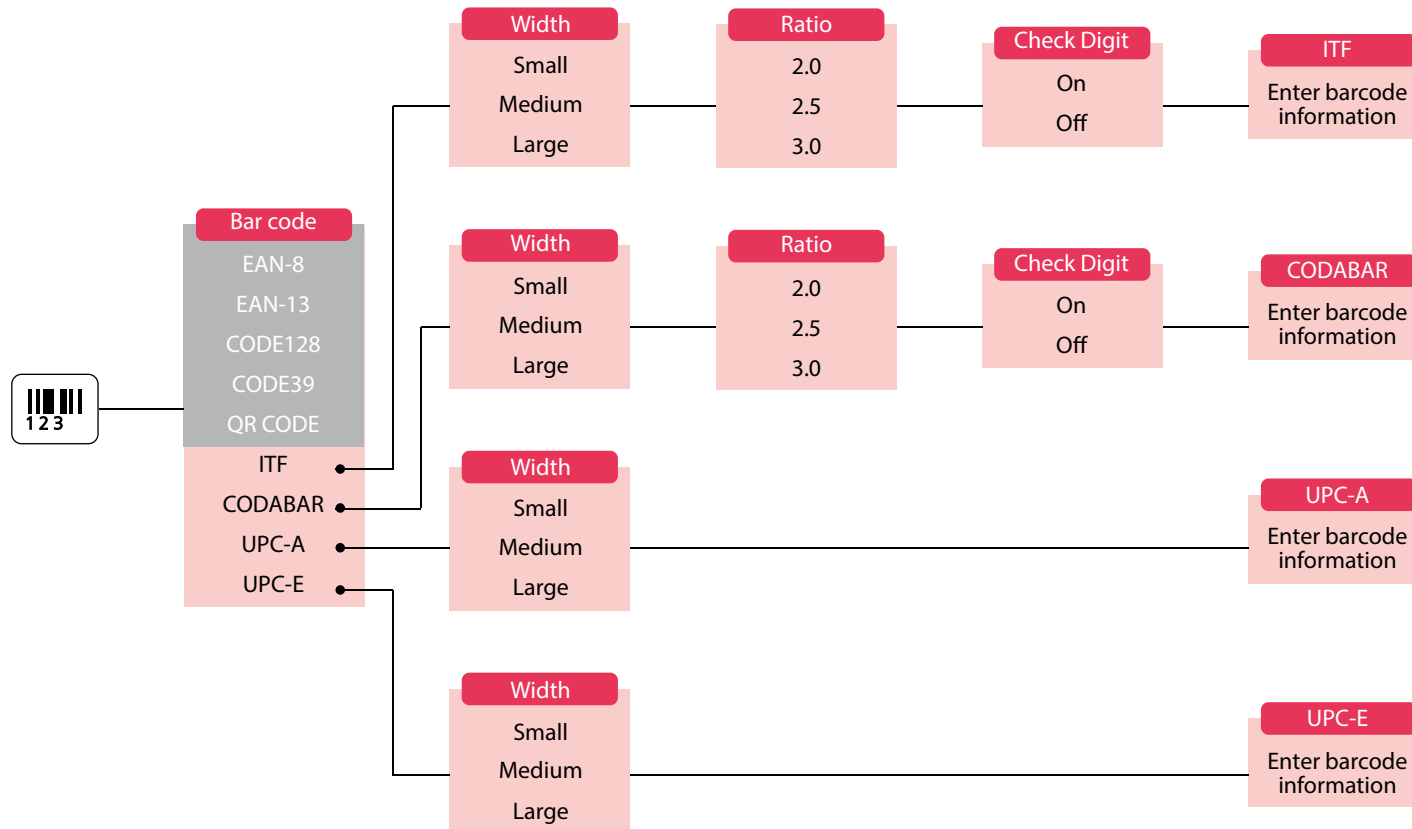 Width
Small
Medium
Large
Ratio
2.0
2.5
3.0
Check Digit
On
Off
ITF
Enter barcode
information
Bar code
EAN-8
EAN-13
CODE128
CODE39
QR CODE
ITF
CODABAR
UPC-A
UPC-E
123
Width
Small
Medium
Large
Ratio
2.0
2.5
3.0
Check Digit
On
Off
CODABAR
Enter barcode
information
Width
Small
Medium
Large
UPC-A
Enter barcode
information
Width
Small
Medium
Large
UPC-E
Enter barcode
information